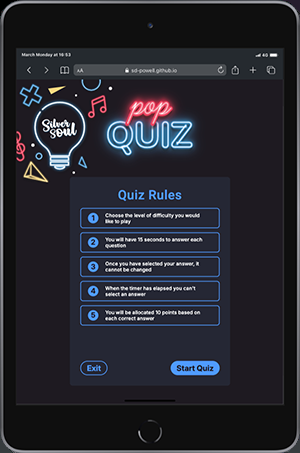 March Monday at 16:53
4G
AA
sd-powell.github.io
Silver
Soul
pop
QUIZ
Quiz Rules
1 Choose the level of difficulty you would
like to play
2 You will have 15 seconds to answer each
question
3 Once you have selected your answer, it
cannot be changed
4 When the timer has elapsed you can't
select an answer
5 You will be allocated 10 points based on
each correct answer
Exit
Start Quiz